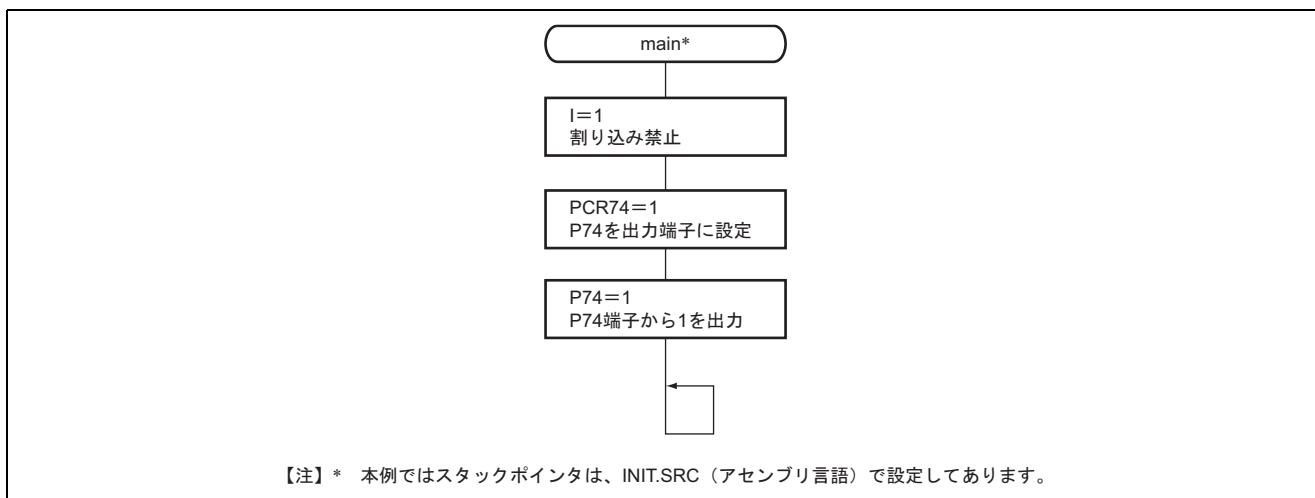 main*
I=1
割り込み禁止
PCR74=1
P74を出力端子に設定
P74=1
P74端子から1を出力
【注】* 本例ではスタックポインタは、INIT.SRC（アセンブリ言語）で設定してあります。